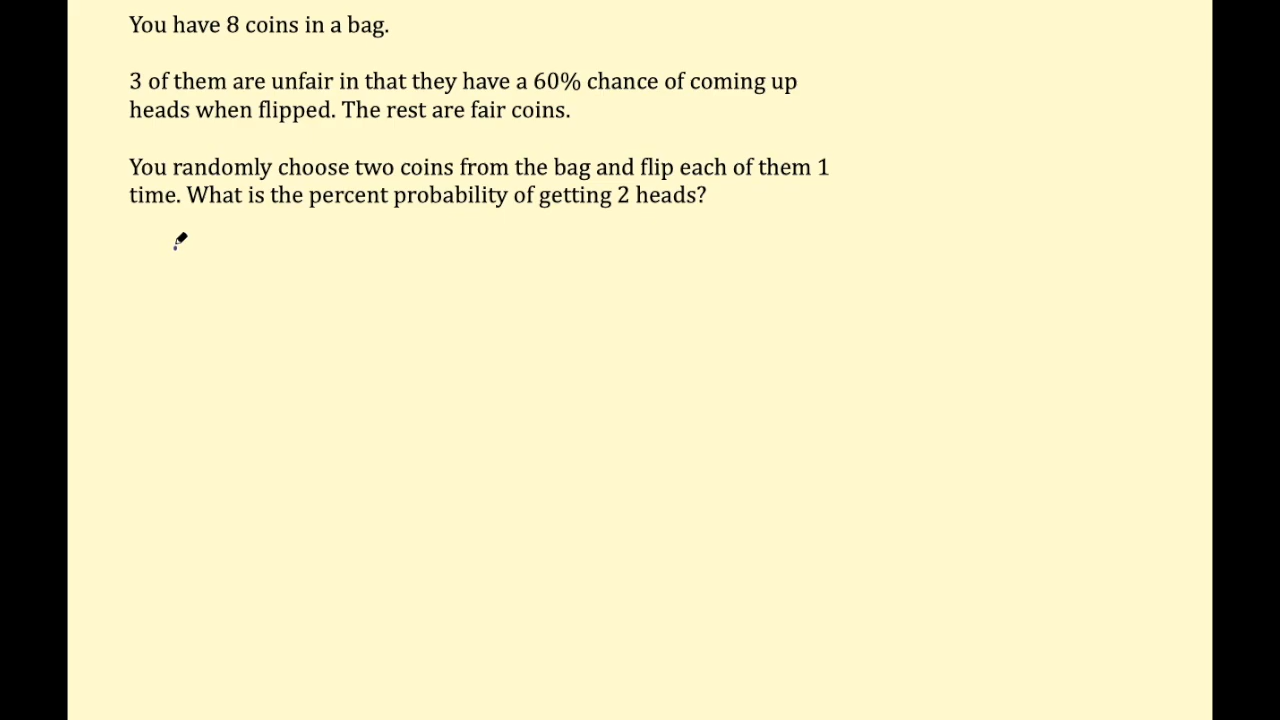 You have 8 coins in a bag.
3 of them are unfair in that they have a 60% chance of coming up
heads when flipped. The rest are fair coins.
You randomly choose two coins from the bag and flip each of them 1
time. What is the percent probability of getting 2 heads?